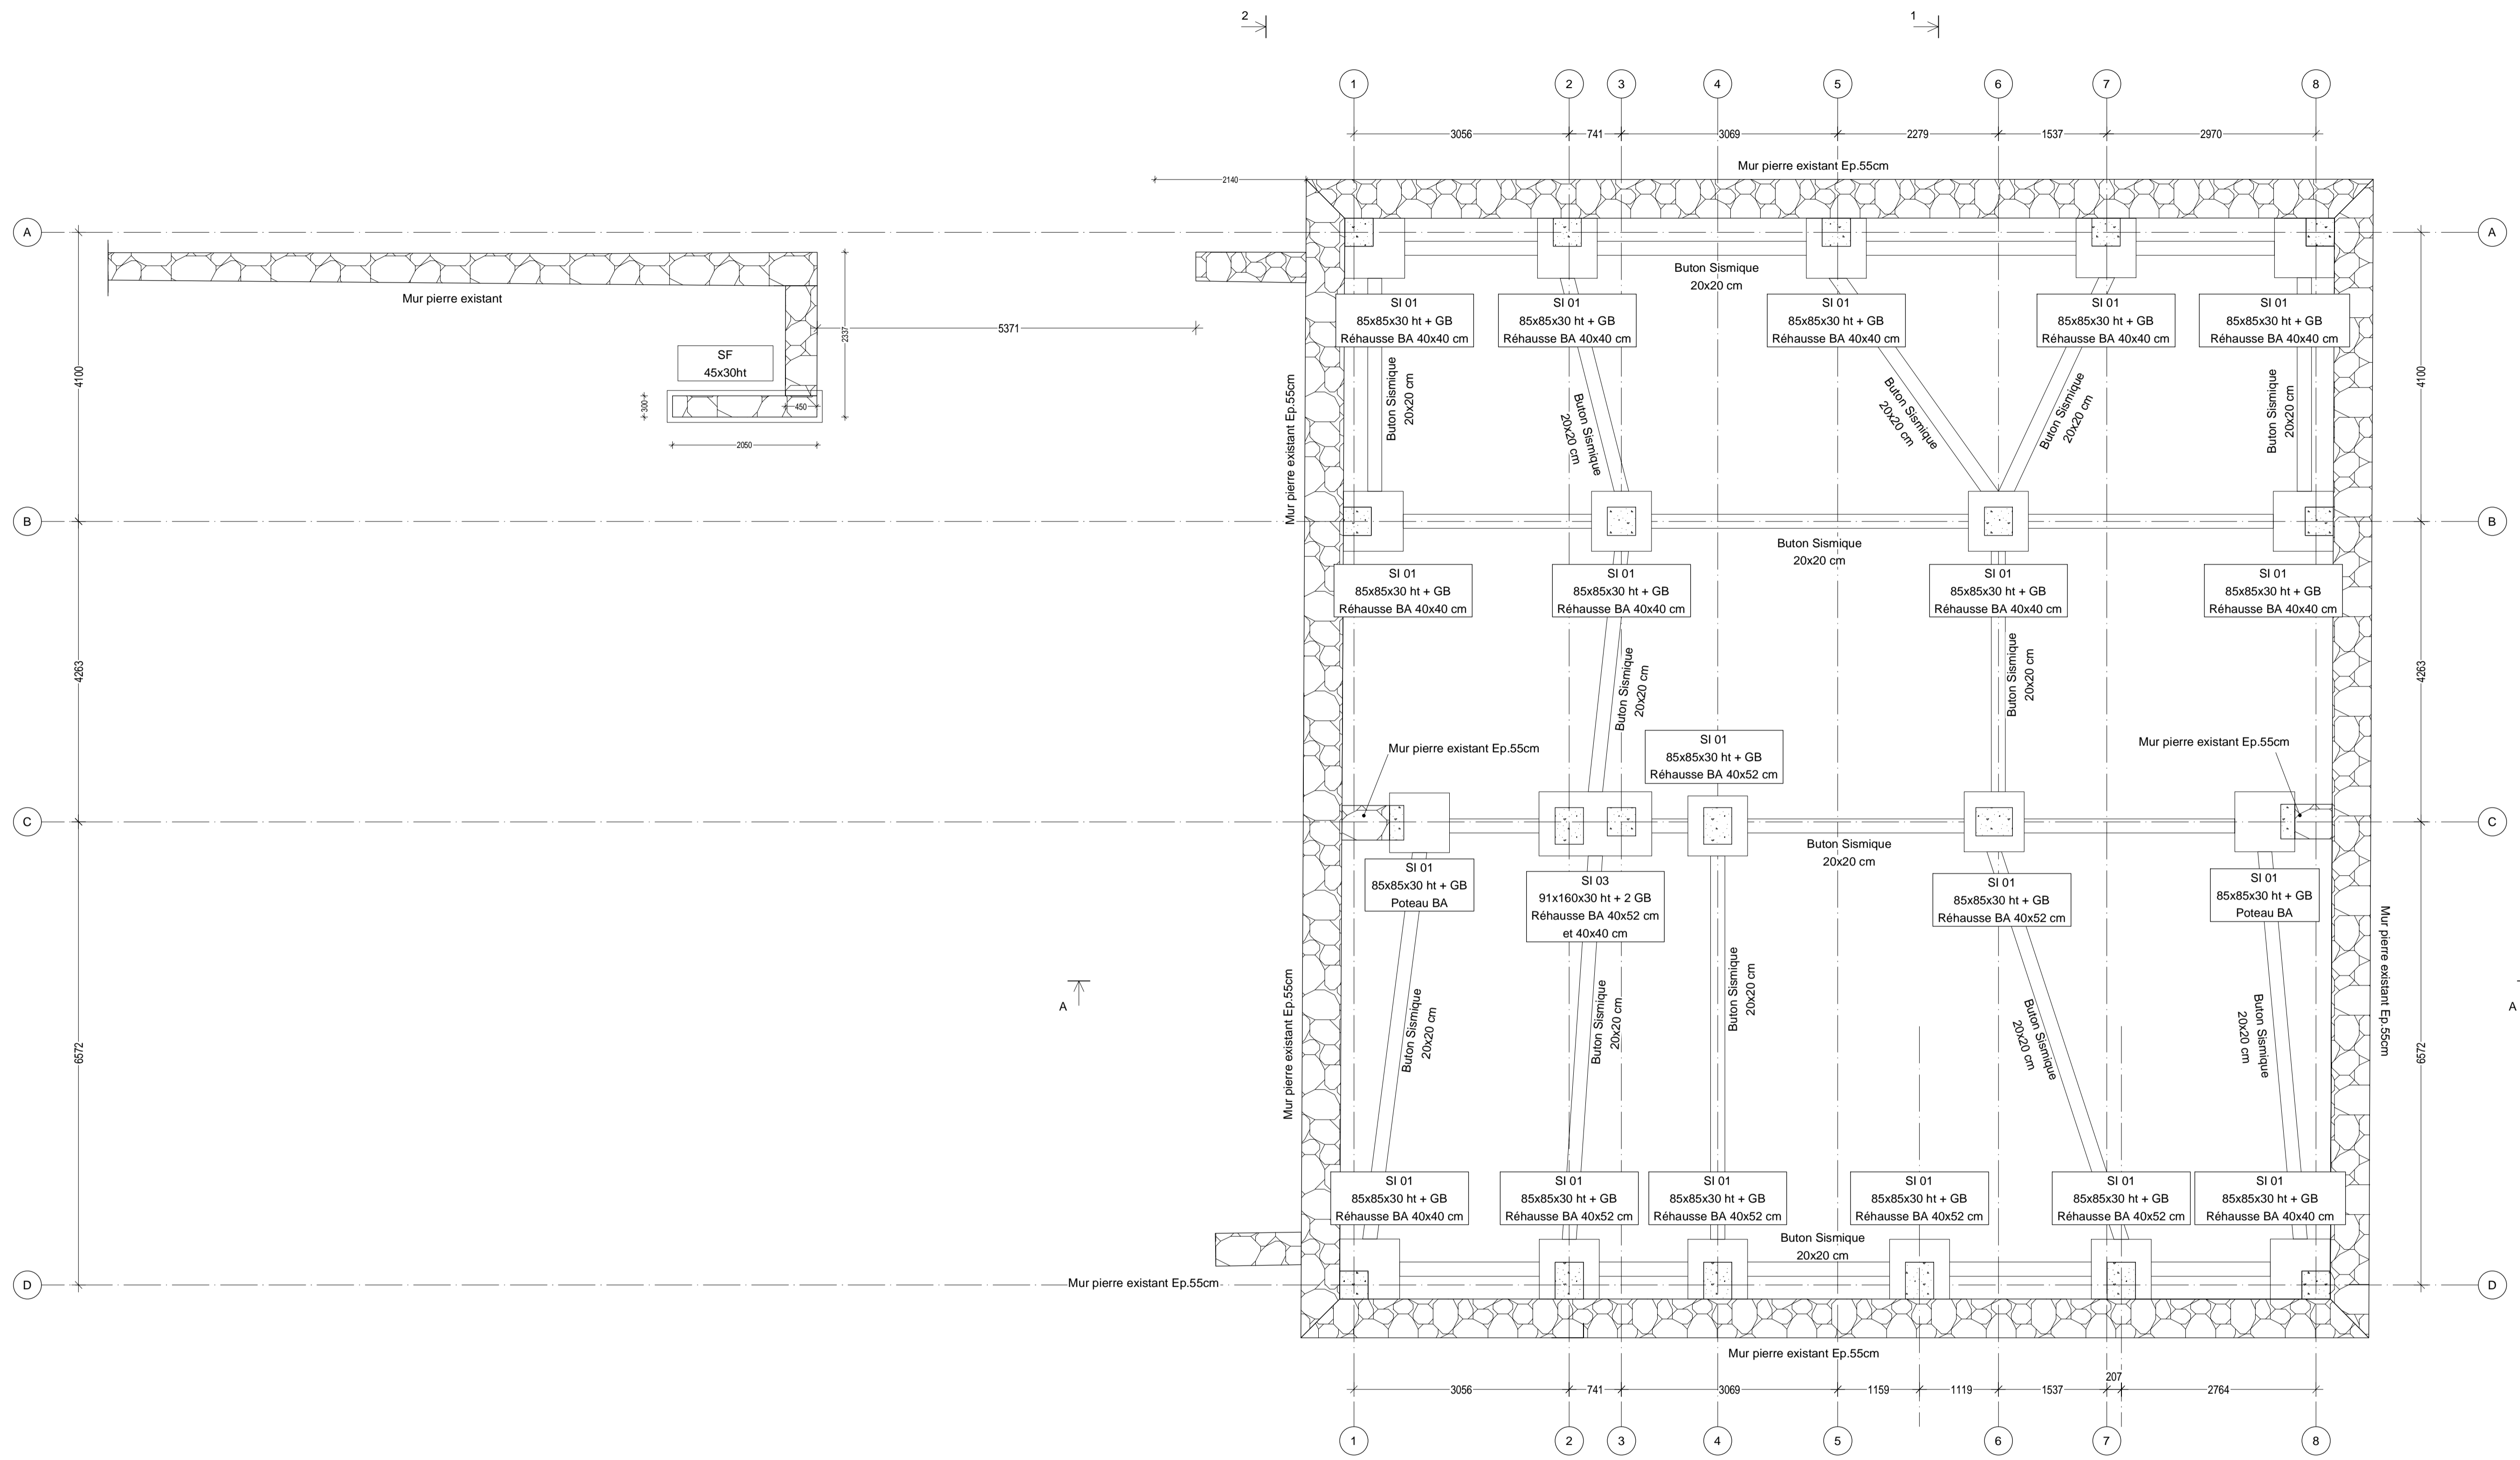 2
1
1
2
3
4
5
6
7
8
3056
741
3069
2279
1537
2970
Mur pierre existant Ep.55cm
2140
A
A
Mur pierre existant
Buton Sismique
20x20 cm
SI 01
85x85x30 ht + GB
Réhausse BA 40x40 cm
SI 01
85x85x30 ht + GB
Réhausse BA 40x40 cm
SI 01
85x85x30 ht + GB
Réhausse BA 40x40 cm
SI 01
85x85x30 ht + GB
Réhausse BA 40x40 cm
SI 01
85x85x30 ht + GB
Réhausse BA 40x40 cm
5371
2337
SF
45x30ht
4100
4100
300
450
2050
Mur pierre existant Ep.55cm
Buton Sismique
20x20 cm
Buton Sismique
20x20 cm
Buton Sismique
20x20 cm
Buton Sismique
20x20 cm
Buton Sismique
20x20 cm
B
B
Buton Sismique
20x20 cm
SI 01
85x85x30 ht + GB
Réhausse BA 40x40 cm
SI 01
85x85x30 ht + GB
Réhausse BA 40x40 cm
SI 01
85x85x30 ht + GB
Réhausse BA 40x40 cm
SI 01
85x85x30 ht + GB
Réhausse BA 40x40 cm
4263
4263
Buton Sismique
20x20 cm
Buton Sismique
20x20 cm
Mur pierre existant Ep.55cm
SI 01
85x85x30 ht + GB
Réhausse BA 40x52 cm
Mur pierre existant Ep.55cm
C
C
Buton Sismique
20x20 cm
SI 01
85x85x30 ht + GB
Poteau BA
SI 03
91x160x30 ht + 2 GB
Réhausse BA 40x52 cm
et 40x40 cm
SI 01
85x85x30 ht + GB
Réhausse BA 40x52 cm
SI 01
85x85x30 ht + GB
Poteau BA
Mur pierre existant Ep.55cm
Mur pierre existant Ep.55cm
A
A
6572
6572
Buton Sismique
20x20 cm
Buton Sismique
20x20 cm
Buton Sismique
20x20 cm
Buton Sismique
20x20 cm
Buton Sismique
20x20 cm
SI 01
85x85x30 ht + GB
Réhausse BA 40x40 cm
SI 01
85x85x30 ht + GB
Réhausse BA 40x52 cm
SI 01
85x85x30 ht + GB
Réhausse BA 40x52 cm
SI 01
85x85x30 ht + GB
Réhausse BA 40x52 cm
SI 01
85x85x30 ht + GB
Réhausse BA 40x52 cm
SI 01
85x85x30 ht + GB
Réhausse BA 40x40 cm
Buton Sismique
20x20 cm
D
Mur pierre existant Ep.55cm
D
Mur pierre existant Ep.55cm
3056
741
3069
1159
1119
1537
207
2764
1
2
3
4
5
6
7
8